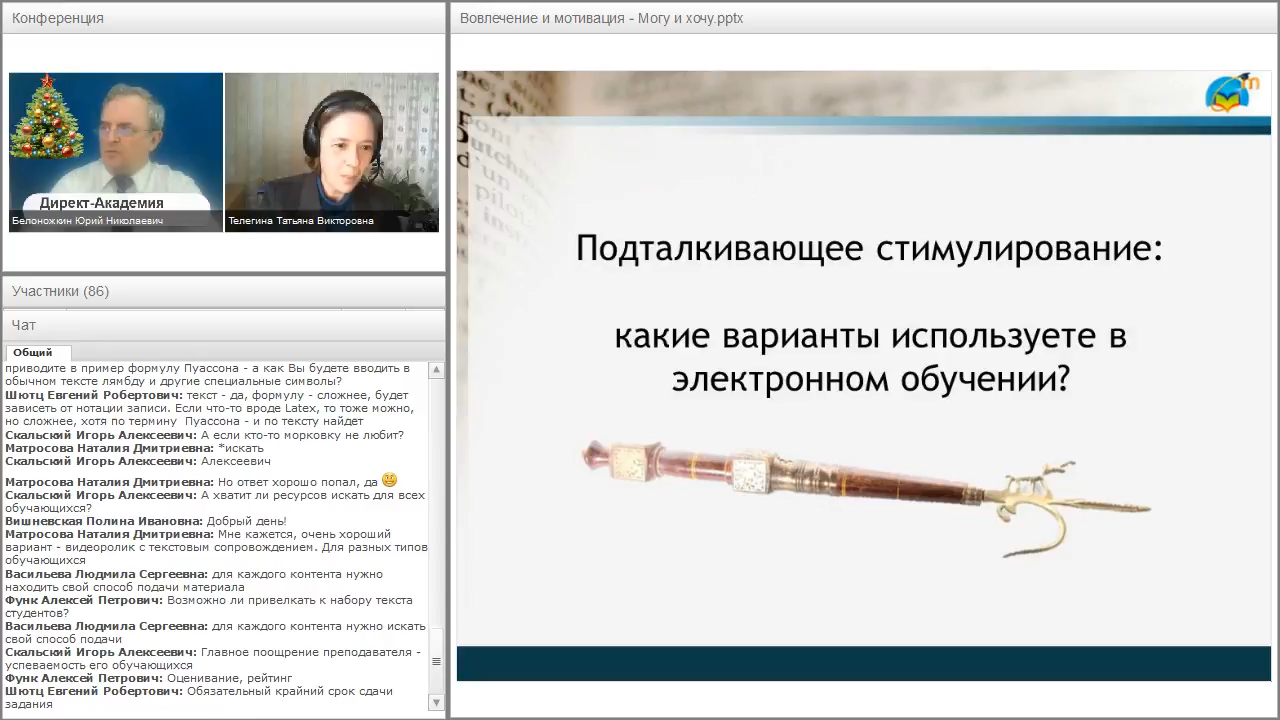 Конференция
Директ-Академия
Белоножкин Юрий Николаевич
Телегина Татьяна Викторовна
Участники (86)
Чат
Общий
приводите в пример формулу Пуассона - а как Вы будете вводить в
обычном тексте лямбду и другие специальные символы?
Шютц Евгений Робертович: текст - да, формулу - сложнее, будет
зависеть от нотации записи. Если что-то вроде Latex, то тоже можно,
но сложнее, хотя по термину Пуассона - и по тексту найдет
Скальский Игорь Алексеевич: А если кто-то морковку не любит?
Матросова Наталия Дмитриевна: *искать
Скальский Игорь Алексеевич: Алексеевич
Матросова Наталия Дмитриевна: Но ответ хорошо попал, да
Скальский Игорь Алексеевич: А хватит ли ресурсов искать для всех
обучающихся?
Вишневская Полина Ивановна: Добрый день!
Матросова Наталия Дмитриевна: Мне кажется, очень хороший
вариант - видеоролик с текстовым сопровождением. Для разных типов
обучающихся
Васильева Людмила Сергеевна: для каждого контента нужно
находить свой способ подачи материала
Функ Алексей Петрович: Возможно ли привелкать к набору текста
студентов?
Васильева Людмила Сергеевна: для каждого контента нужно искать
свой способ подачи
Скальский Игорь Алексеевич: Главное поощрение преподавателя -
успеваемость его обучающихся
Функ Алексей Петрович: Оценивание, рейтинг
Шютц Евгений Робертович: Обязательный крайний срок сдачи
задания
Вовлечение и мотивация - Могу и хочу.pptx
Подталкивающее стимулирование:
какие варианты используете в
электронном обучении?